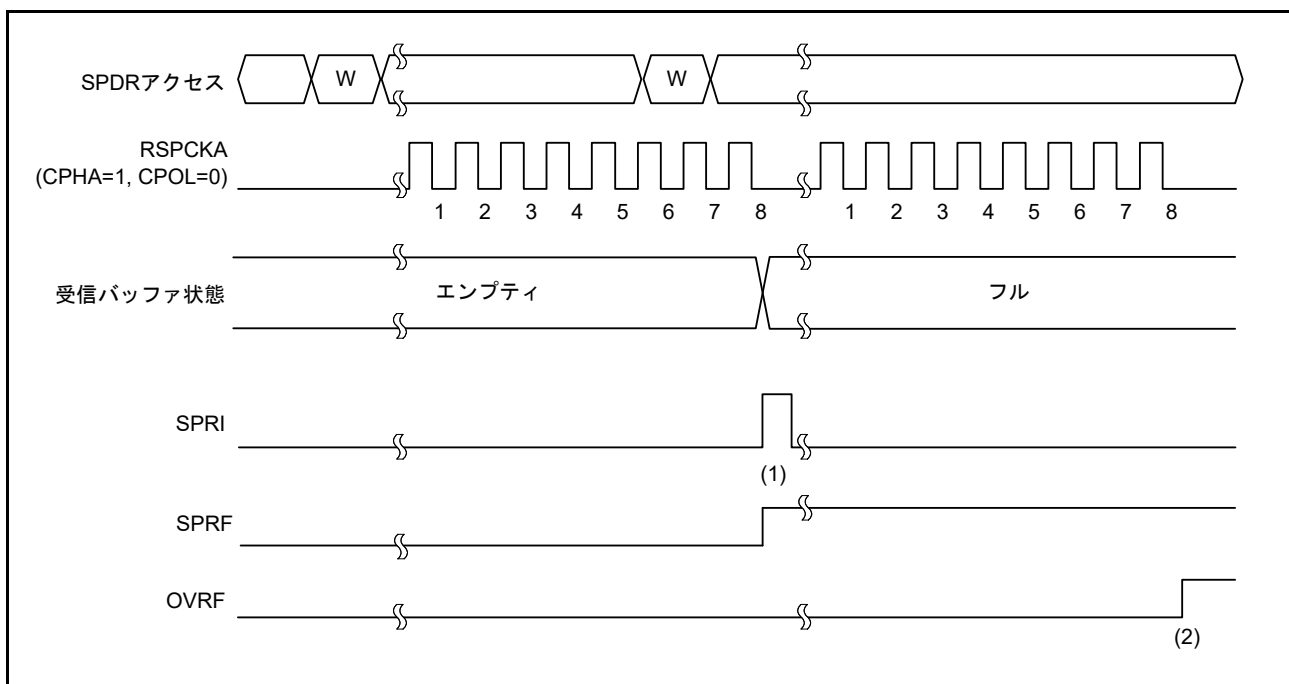 SPDRアクセス
W
W
RSPCKA
(CPHA=1, CPOL=0)
1 2 3 4 5 6 7 8 1 2 3 4 5 6 7 8
受信バッファ状態
エンプティ
フル
SPRI
(1)
SPRF
OVRF
(2)